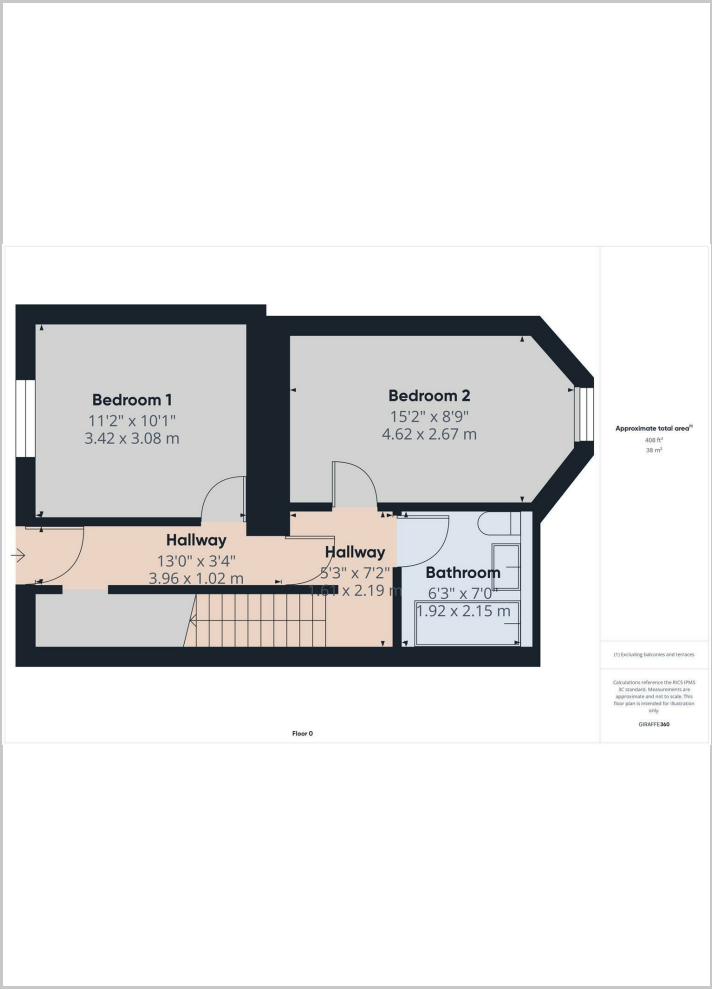 Bedroom 1
11'2" x 10'1"
3.42 x 3.08 m
Bedroom 2
15'2" x 8'9"
4.62 x 2.67 m
Hallway
13'0" x 3'4"
3.96 x 1.02 m
Hallway
5'3" x 7'2"
1.61 x 2.19 m
Bathroom
6'3" x 7'0"
1.92 x 2.15 m
Floor 0
Approximate total area⁽¹⁾
408 ft²
38 m²
(1) Excluding balconies and terraces
Calculations reference the RICS IPMS
3C standard. Measurements are
approximate and not to scale. This
floor plan is intended for illustration
only.
GIRAFFE360